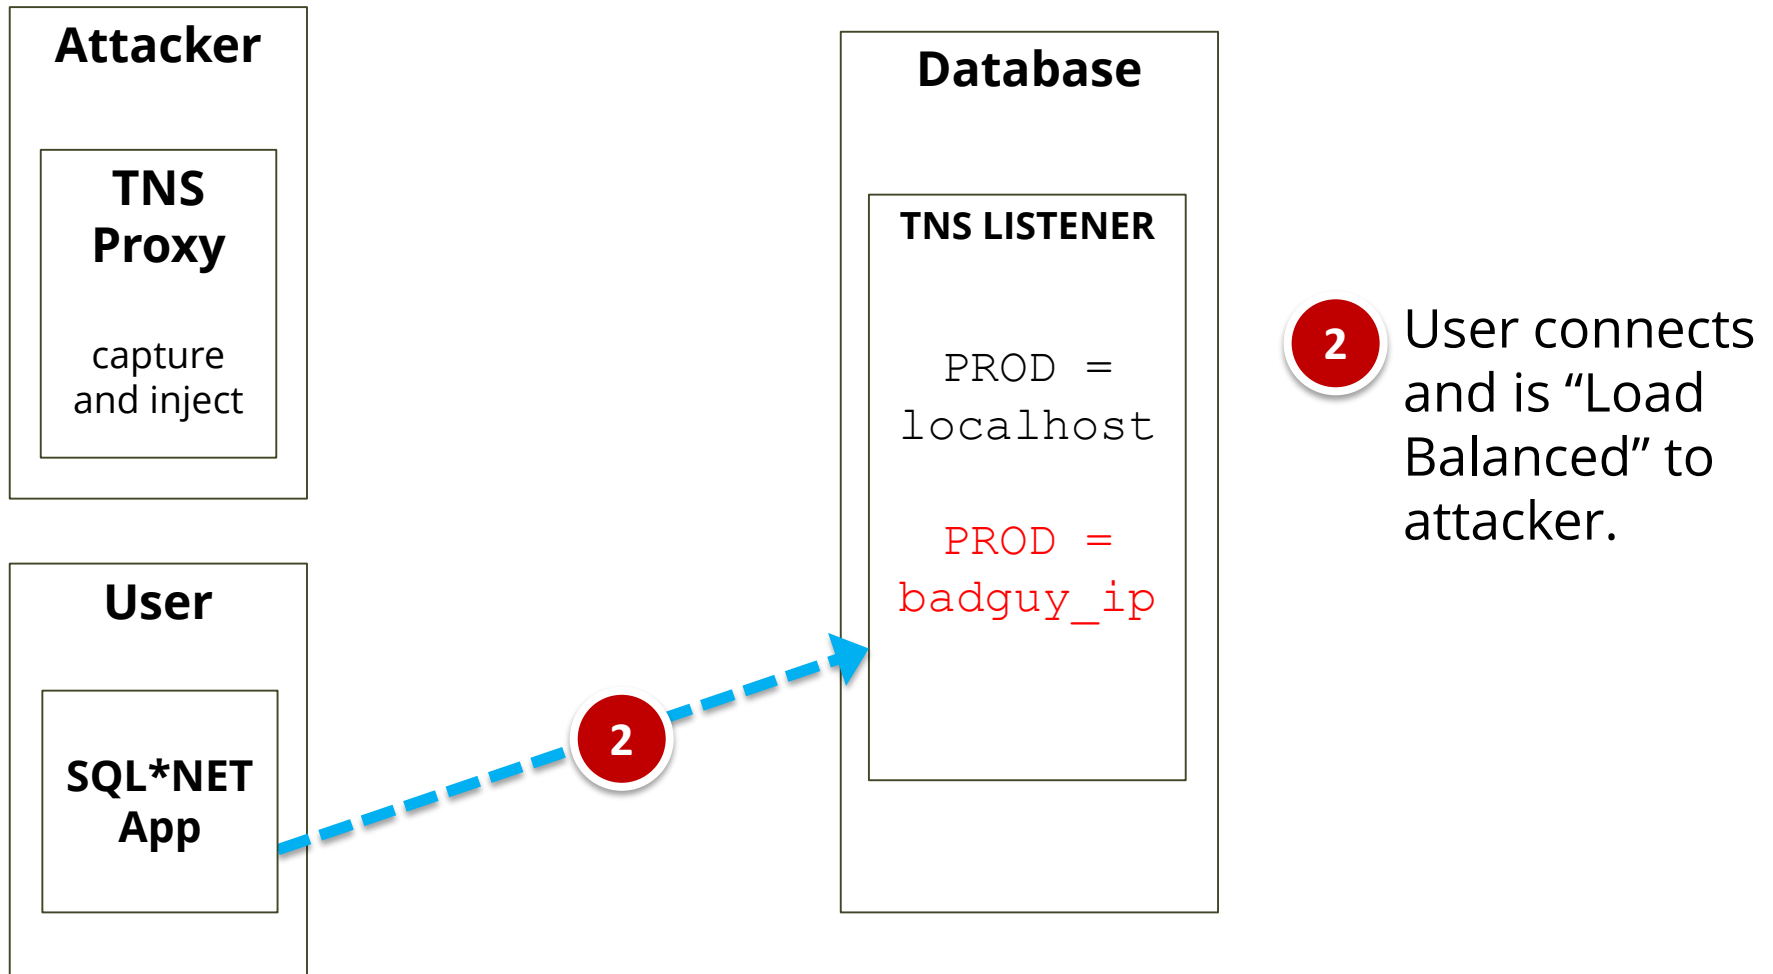 Attacker
TNS
Proxy
capture
and inject
User
SQL*NET
App
2
Database
TNS LISTENER
PROD =
localhost
PROD =
badguy_ip
2
User connects
and is “Load
Balanced” to
attacker.